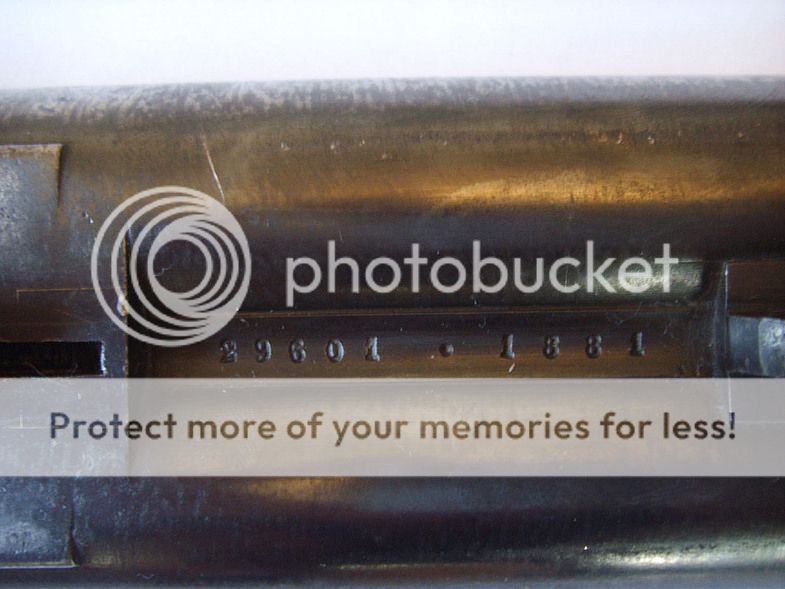 photobucket
29601 • 1881
Protect more of your memories for less!